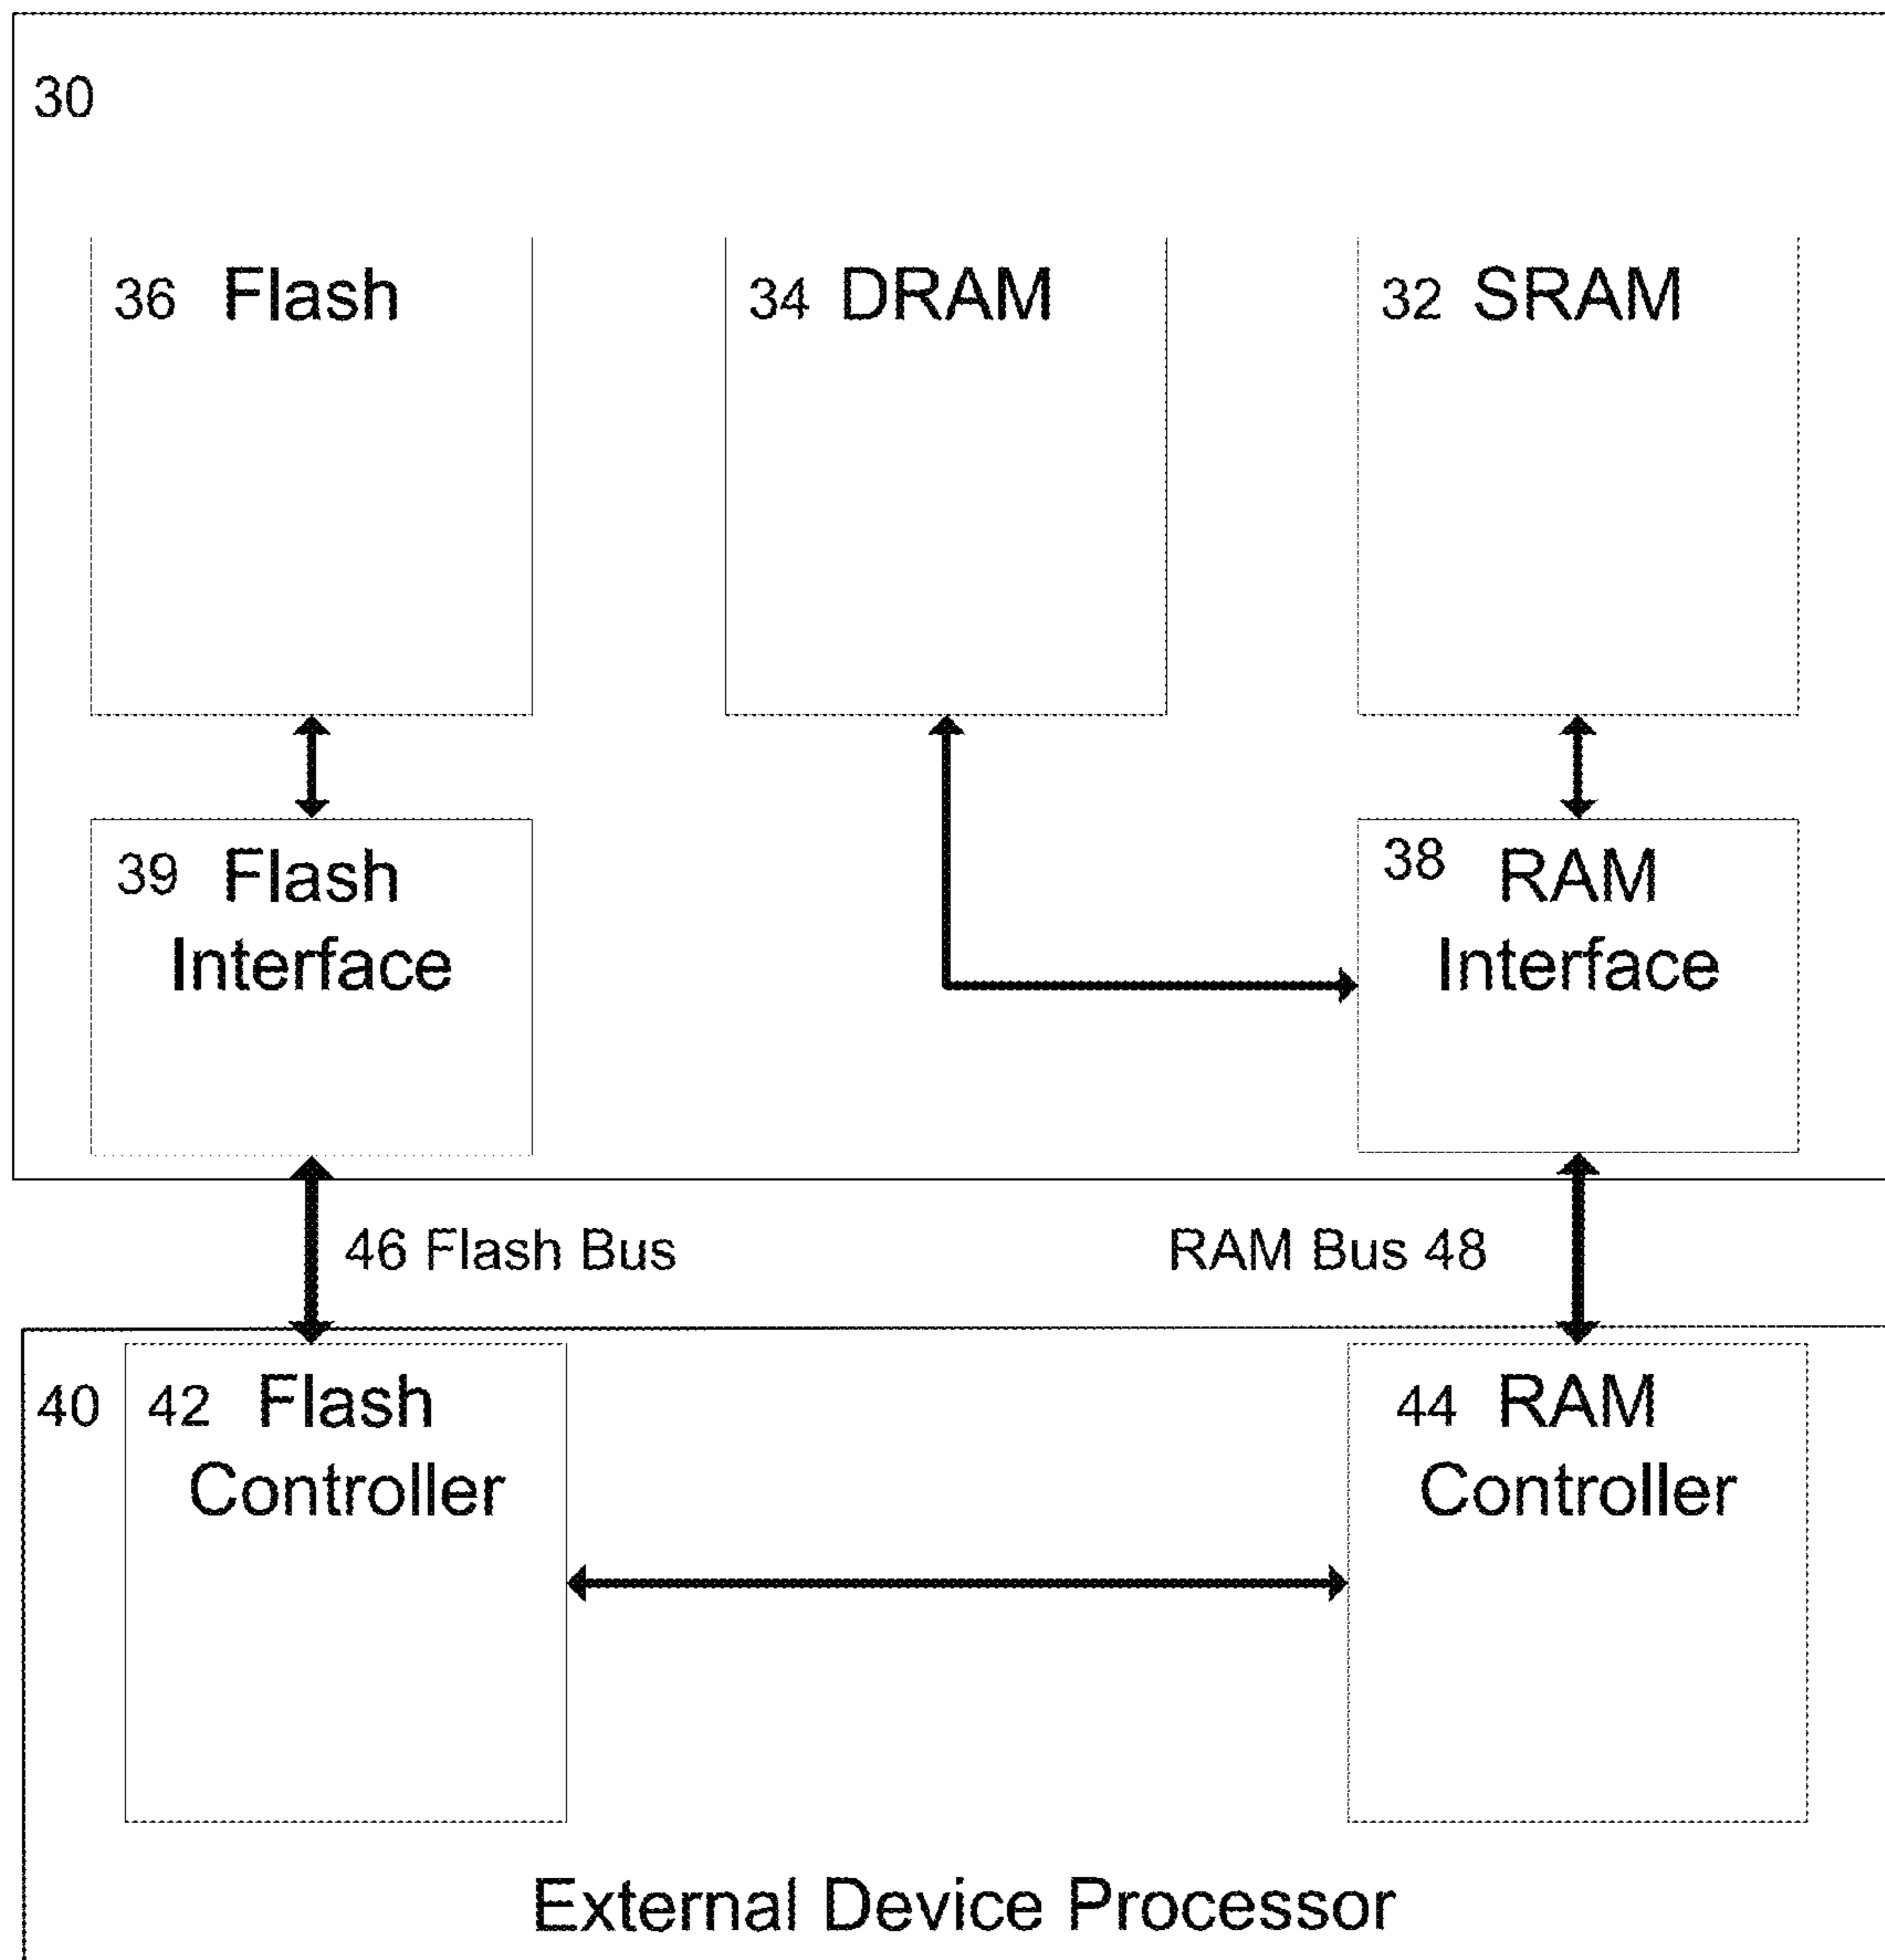 30
36 Flash
34 DRAM
32 SRAM
39 Flash
Interface
38 RAM
Interface
46 Flash Bus
RAM Bus 48
40
42 Flash
Controller
44 RAM
Controller
External Device Processor